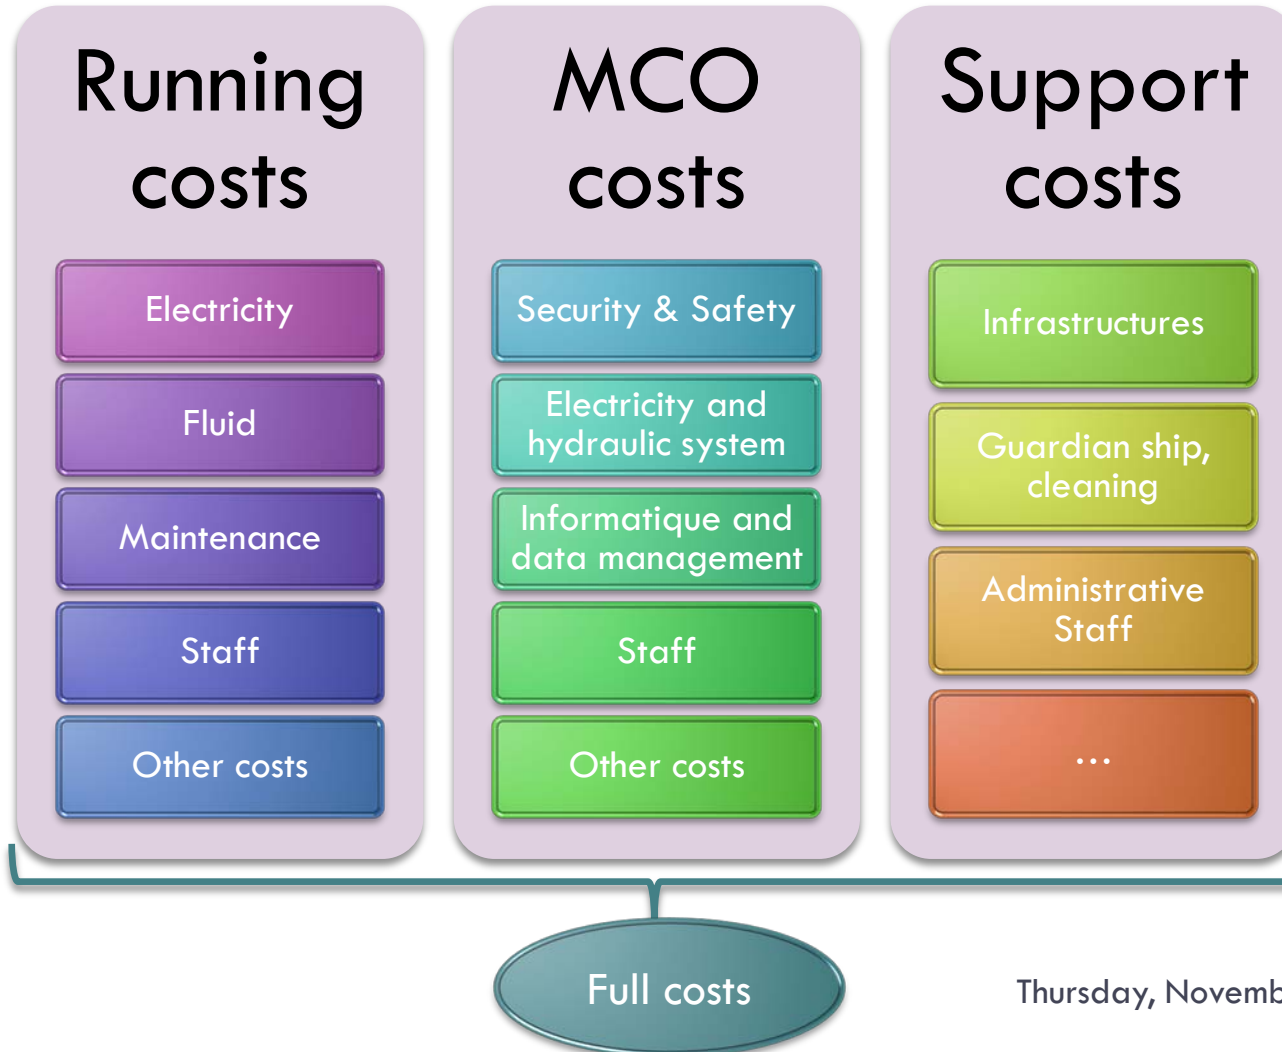 Running
costs
Electricity
Fluid
Maintenance
Staff
Other costs
MCO
costs
Security & Safety
Electricity and
hydraulic system
Informatique and
data management
Staff
Other costs
Support
costs
Infrastructures
Guardian ship,
cleaning
Administrative
Staff
...
Full costs
Thursday, Novemb